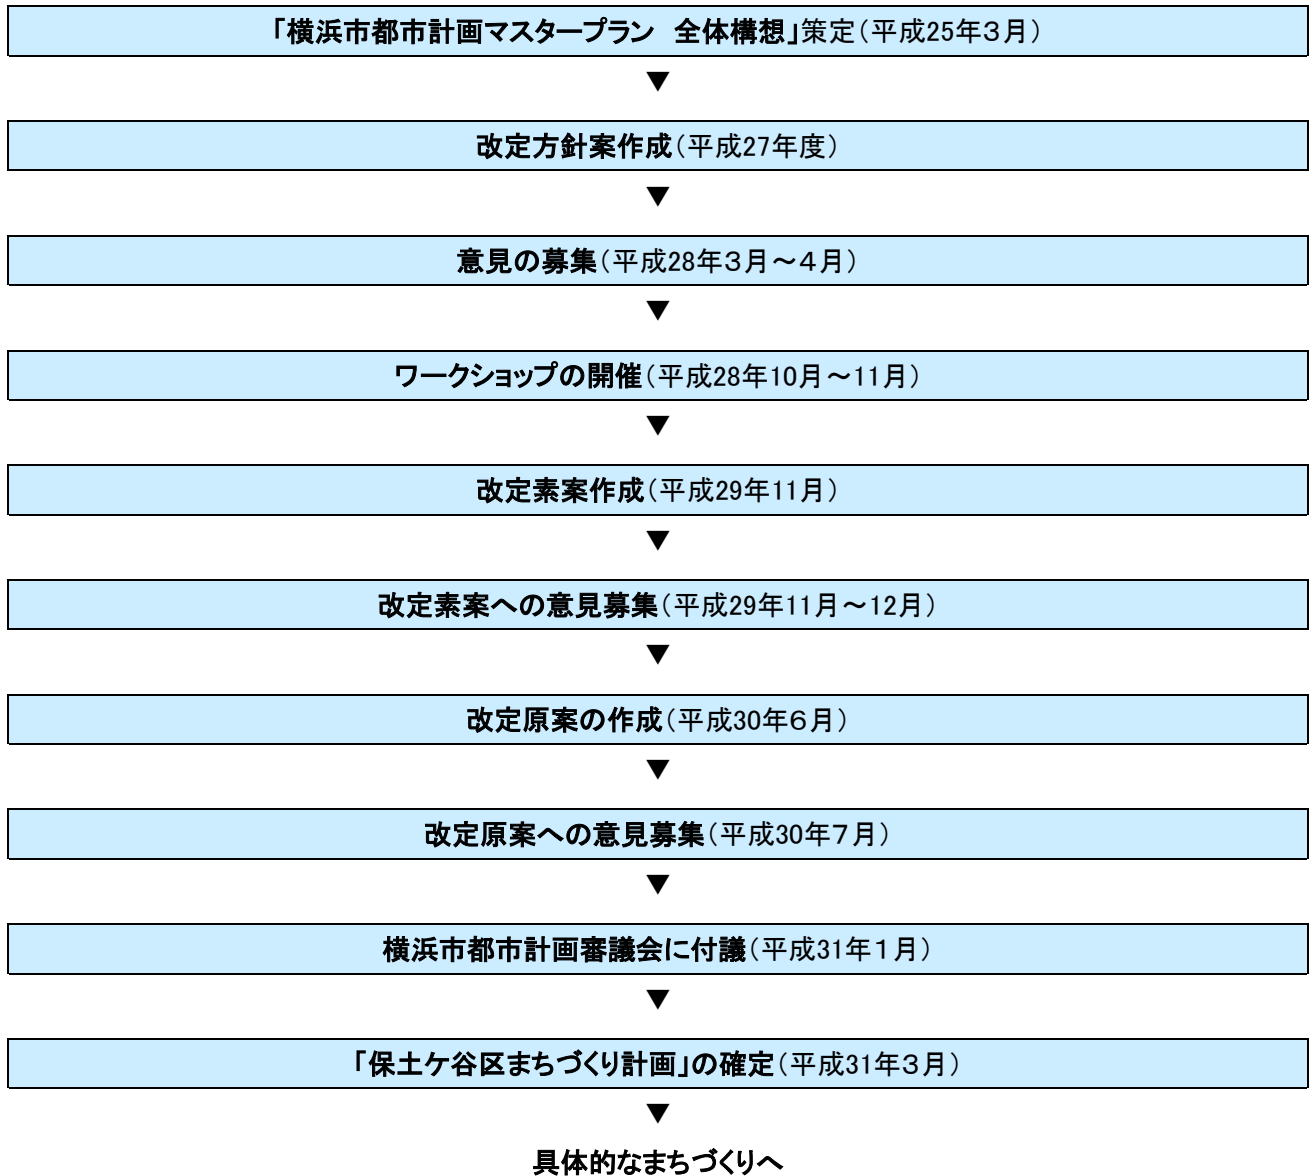 「横浜市都市計画マスタープラン　全体構想」策定（平成25年３月）
▼
改定方針案作成（平成27年度）
▼
意見の募集（平成28年３月～４月）
▼
ワークショップの開催（平成28年10月～11月）
▼
改定素案作成（平成29年11月）
▼
改定素案への意見募集（平成29年11月～12月）
▼
改定原案の作成（平成30年６月）
▼
改定原案への意見募集（平成30年７月）
▼
横浜市都市計画審議会に付議（平成31年１月）
▼
「保土ケ谷区まちづくり計画」の確定（平成31年３月）
▼
具体的なまちづくりへ